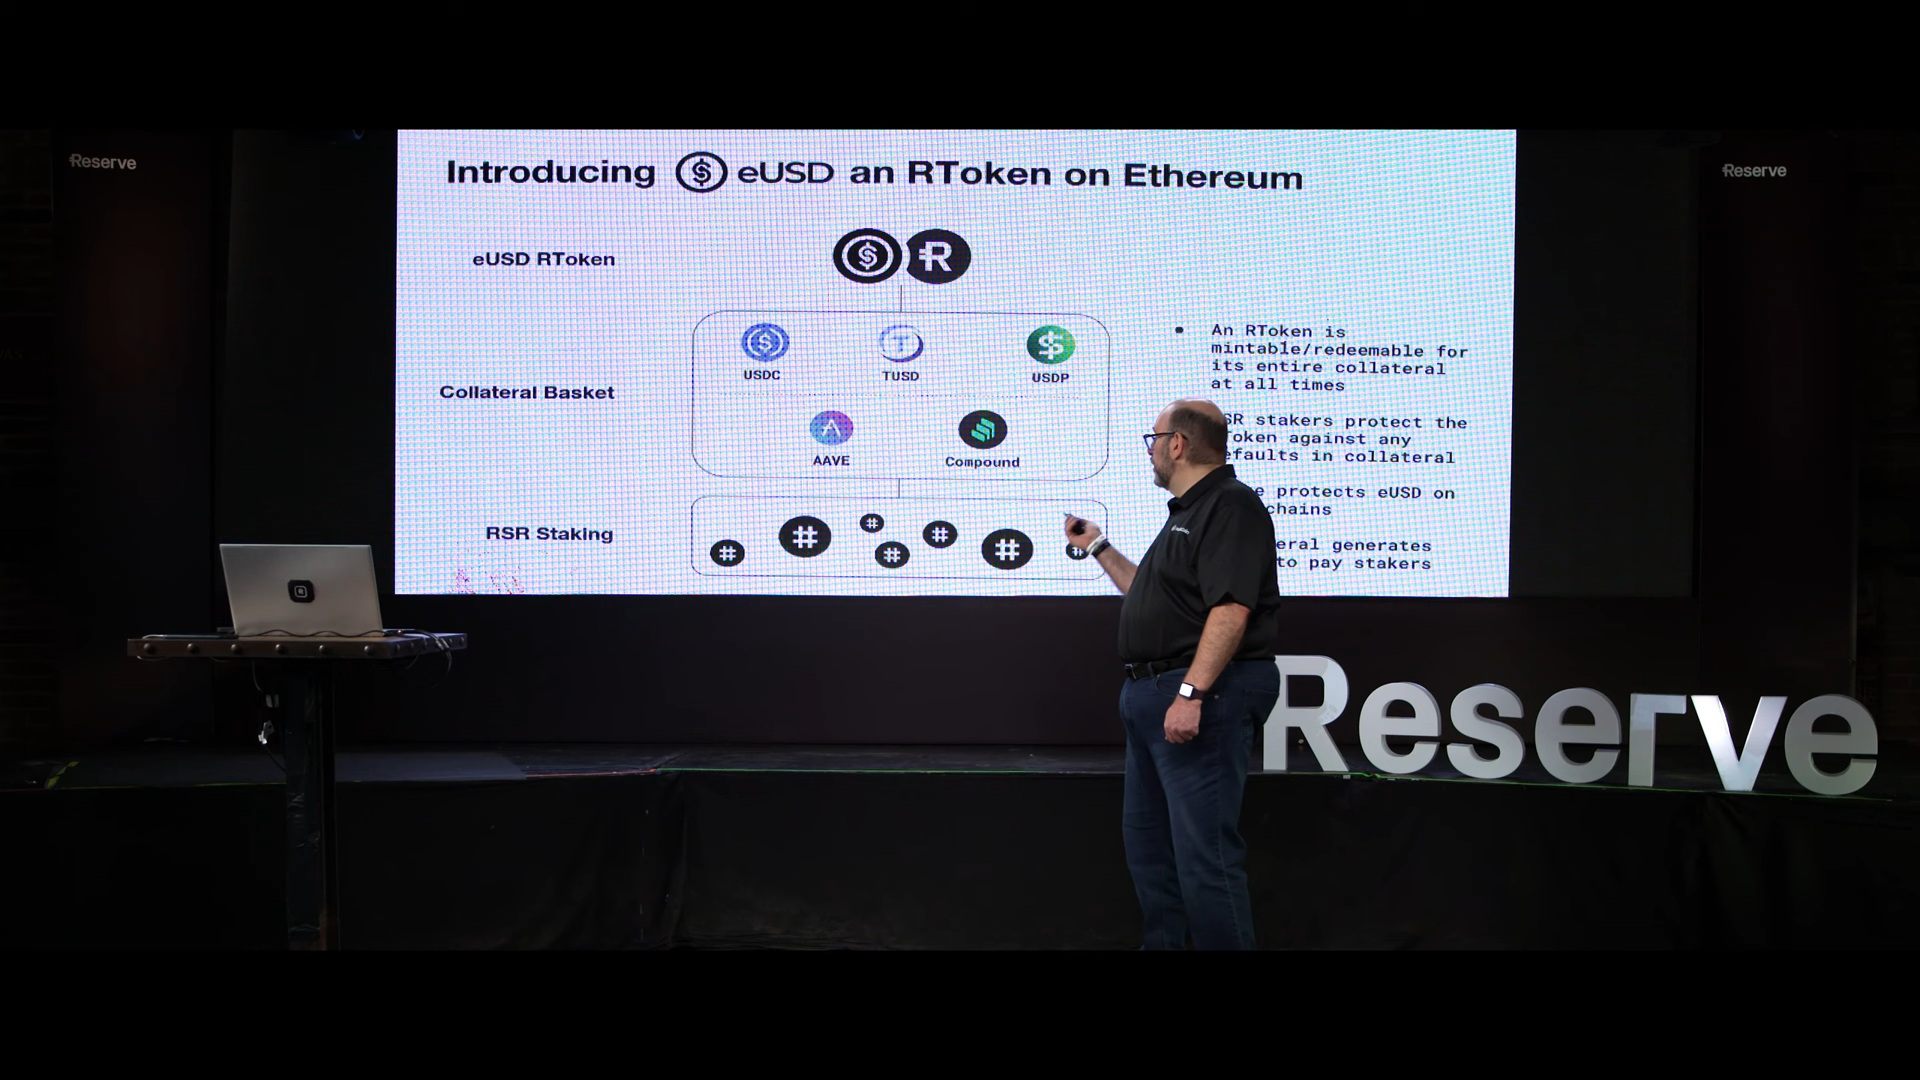 Reserve
Reserve
Introducing $ eUSD an RToken on Ethereum
eUSD RToken
Collateral Basket
USDC
TUSD
USDP
AAVE
Compound
RSR Staking
• An RToken is
mintable/redeemable for
its entire collateral
at all times
stakers protect the
against any
in collateral
protects eUSD on
generates
to pay stakers
Reserve